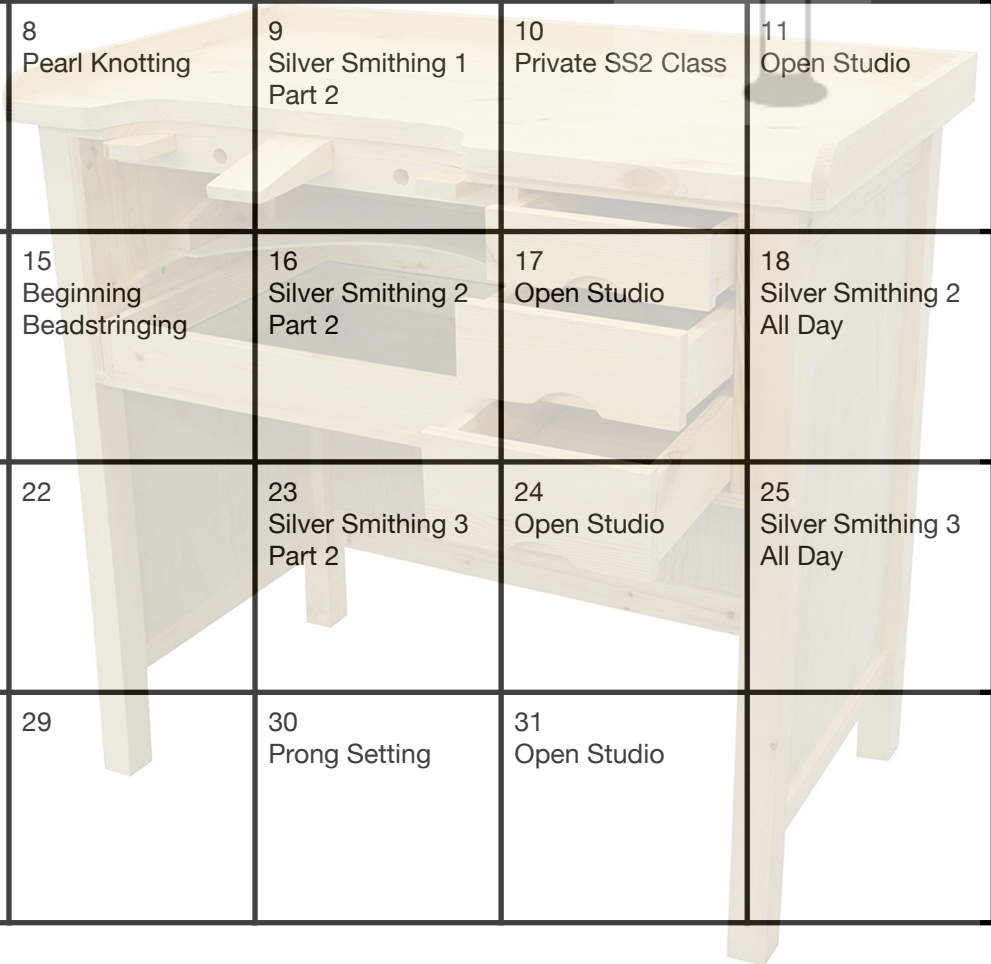 8
Pearl Knotting
9
Silver Smithing 1
Part 2
10
Private SS2 Class
11
Open Studio
15
Beginning
Beadstringing
16
Silver Smithing 2
Part 2
17
Open Studio
18
Silver Smithing 2
All Day
22
23
Silver Smithing 3
Part 2
24
Open Studio
25
Silver Smithing 3
All Day
29
30
Prong Setting
31
Open Studio